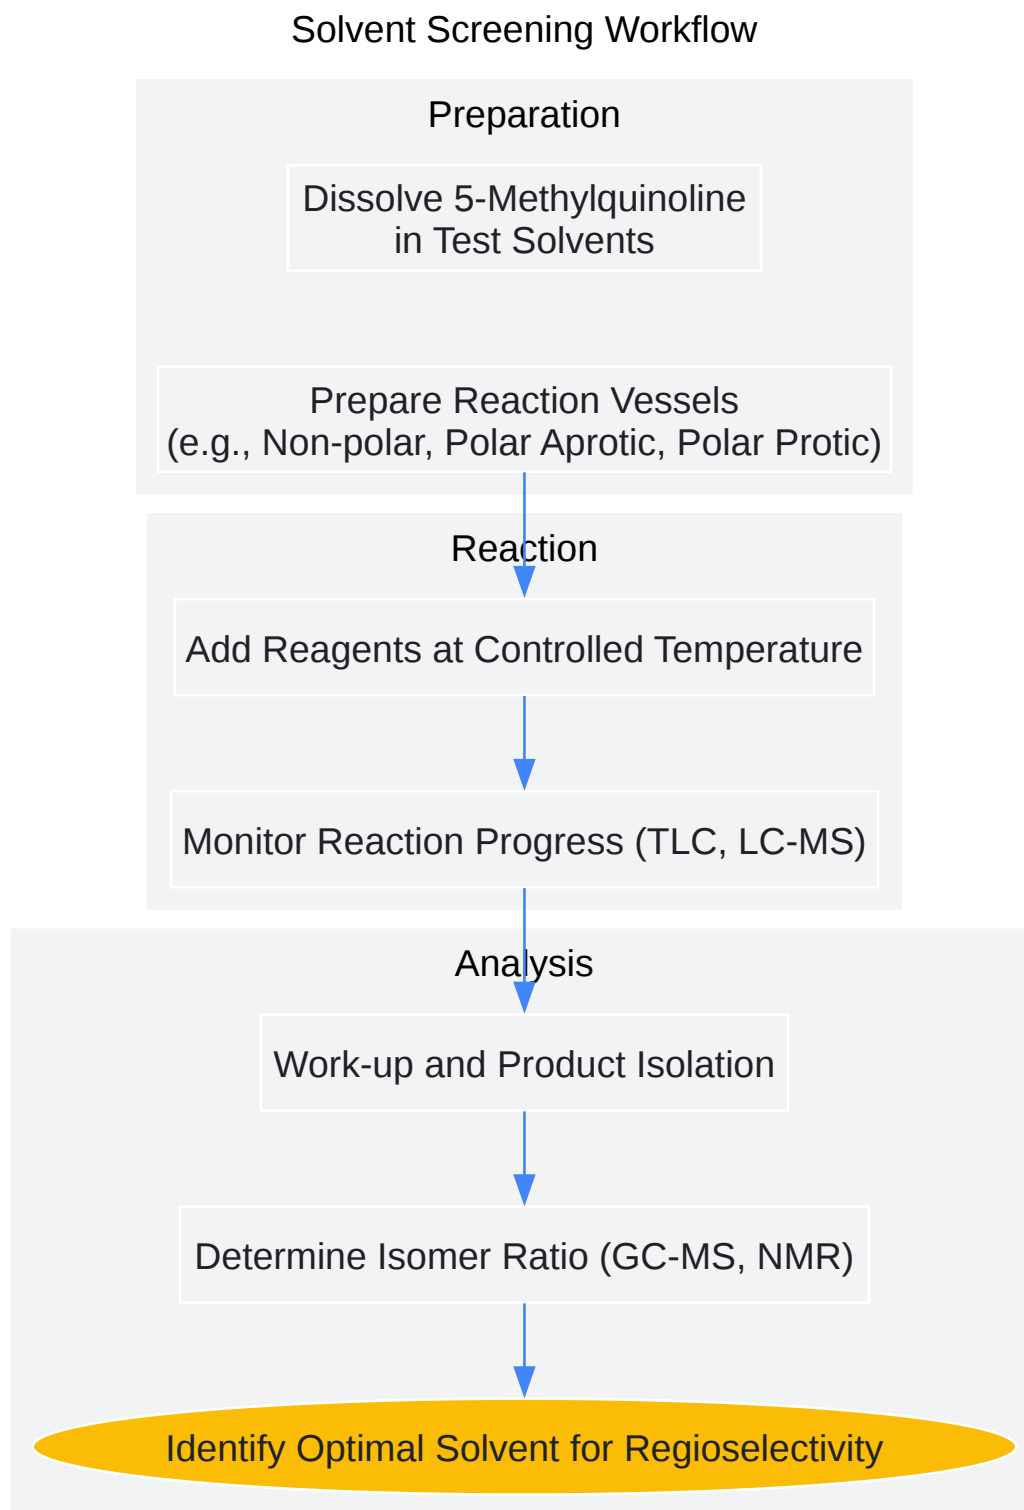 Solvent Screening Workflow
Preparation
Dissolve 5-Methylquinoline
in Test Solvents
Prepare Reaction Vessels
(e.g., Non-polar, Polar Aprotic, Polar Protic)
Reaction
Add Reagents at Controlled Temperature
Monitor Reaction Progress (TLC, LC-MS)
Analysis
Work-up and Product Isolation
Determine Isomer Ratio (GC-MS, NMR)
Identify Optimal Solvent for Regioselectivity